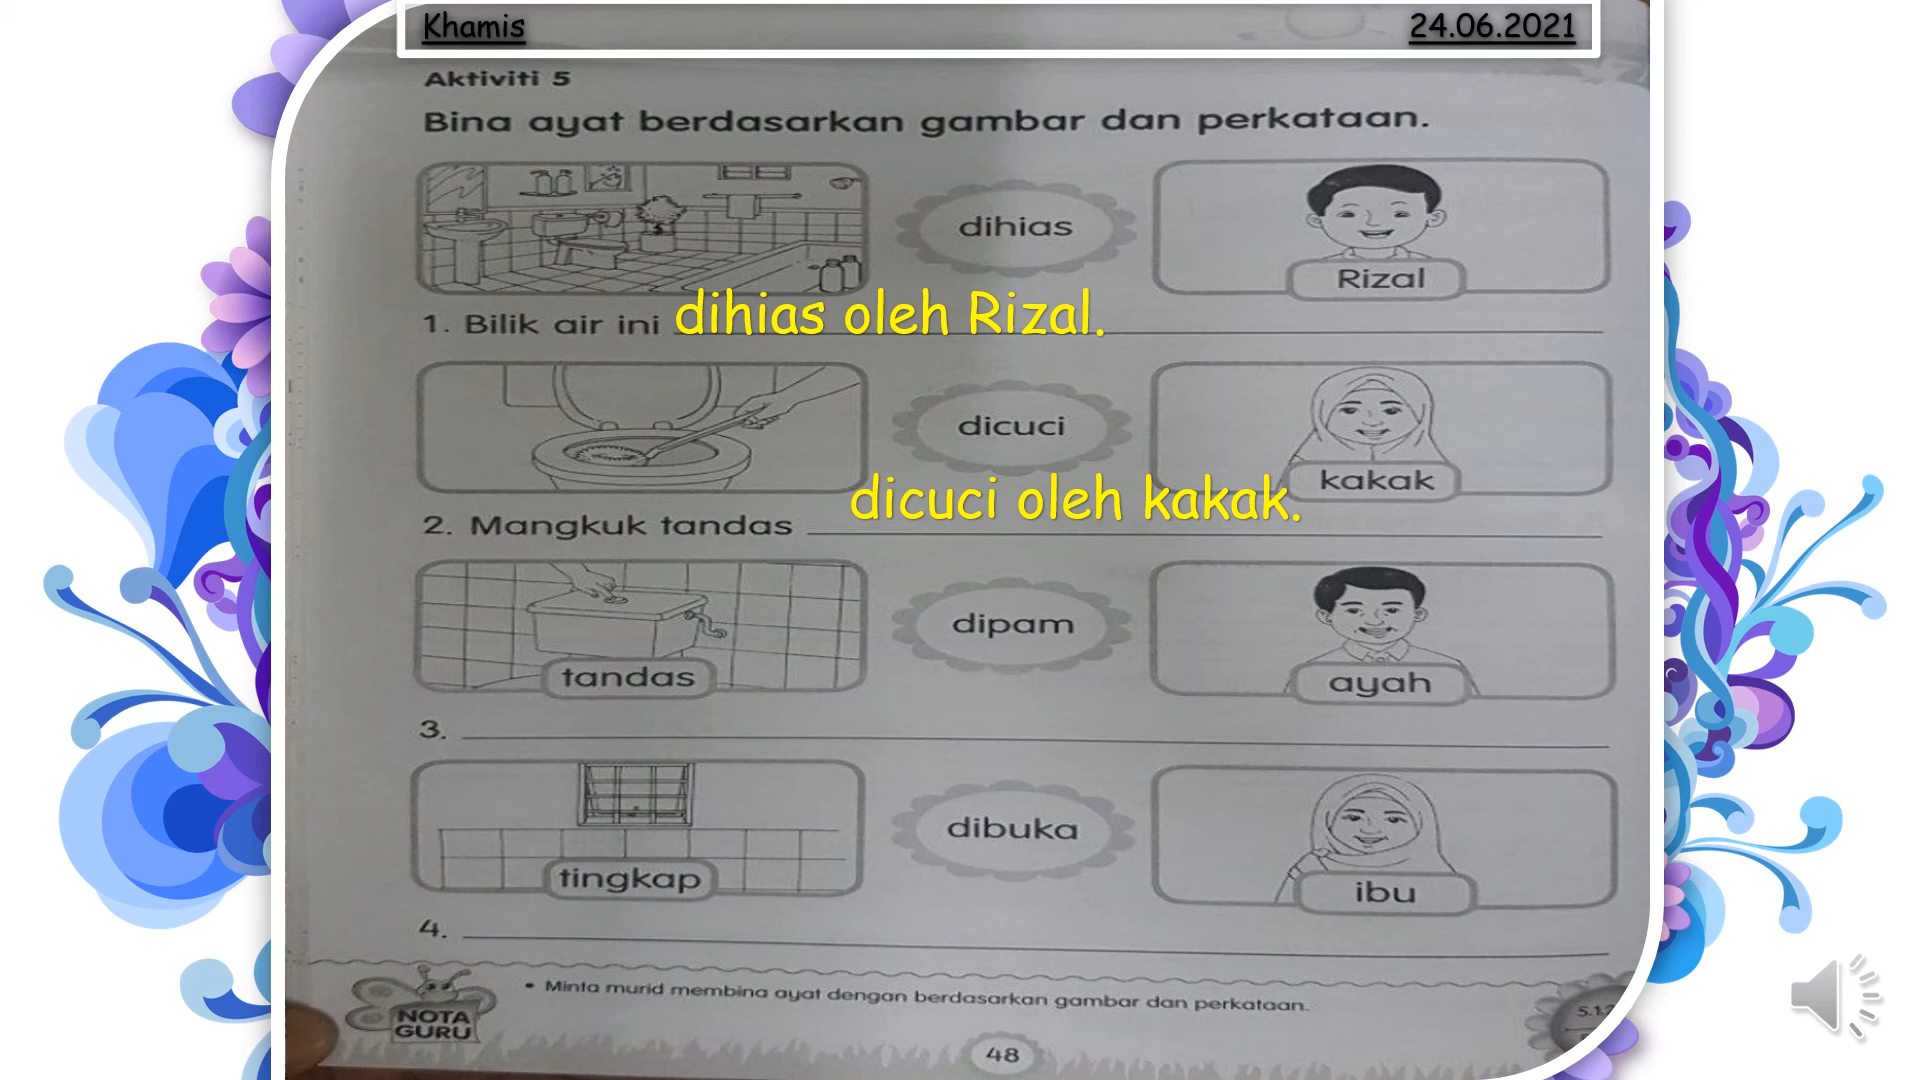 Khamis 24.06.2021
Aktiviti 5
Bina ayat berdasarkan gambar dan perkataan.
dihias
Rizal
1. Bilik air ini dihias oleh Rizal.
dicuci
kakak
2. Mangkuk tandas dicuci oleh kakak.
tandas
dipam
ayah
3.
tingkap
dibuka
ibu
4.
NOTA
GURU
• Minta murid membina ayat dengan berdasarkan gambar dan perkataan.
48